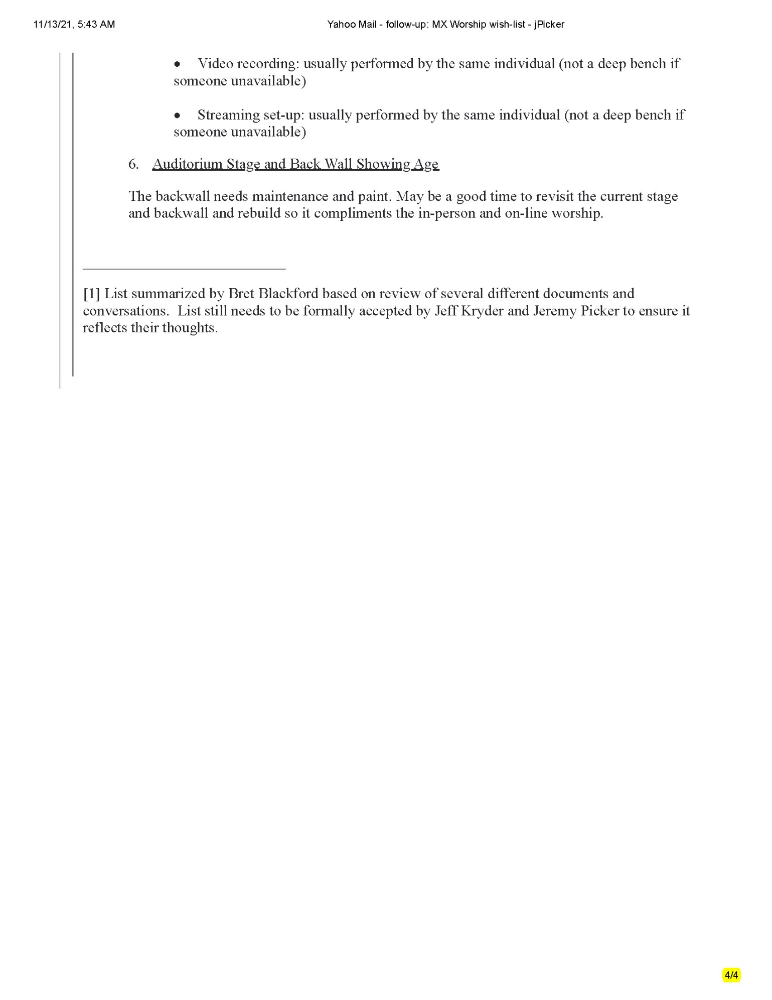 11/13/21, 5:43 AM
Yahoo Mail - follow-up: MX Worship wish-list - jPicker
• Video recording: usually performed by the same individual (not a deep bench if
someone unavailable)
• Streaming set-up: usually performed by the same individual (not a deep bench if
someone unavailable)
6. Auditorium Stage and Back Wall Showing Age
The backwall needs maintenance and paint. May be a good time to revisit the current stage
and backwall and rebuild so it compliments the in-person and on-line worship.
[1] List summarized by Bret Blackford based on review of several different documents and
conversations.  List still needs to be formally accepted by Jeff Kryder and Jeremy Picker to ensure it
reflects their thoughts.
4/4